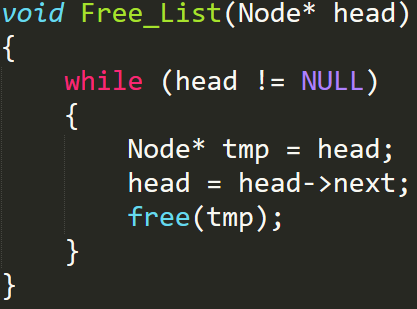 void Free_List(Node* head)
{
    while (head != NULL)
    {
        Node* tmp = head;
        head = head->next;
        free(tmp);
    }
}